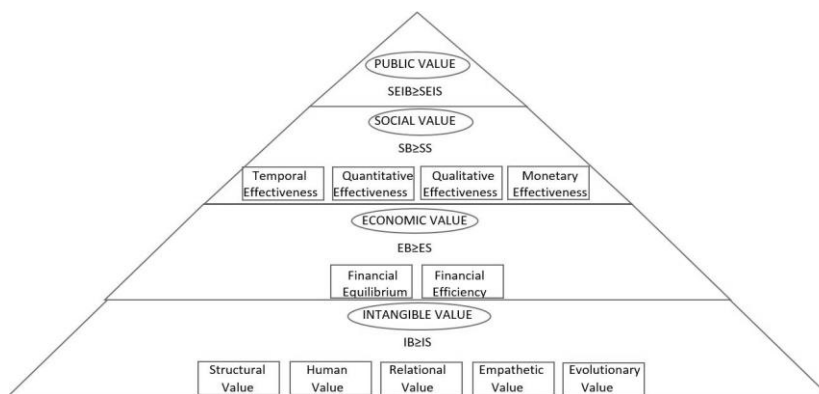 PUBLIC VALUE
SEIB≥SEIS
SOCIAL VALUE
SB≥SS
Temporal Effectiveness
Quantitative Effectiveness
Qualitative Effectiveness
Monetary Effectiveness
ECONOMIC VALUE
EB≥ES
Financial Equilibrium
Financial Efficiency
INTANGIBLE VALUE
IB≥IS
Structural Value
Human Value
Relational Value
Empathetic Value
Evolutionary Value